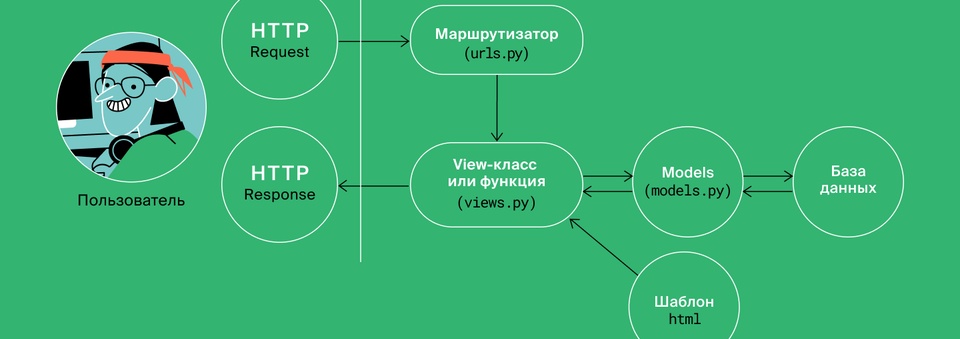 HTTP
Request
Маршрутизатор
(urls.py)
Пользователь
HTTP
Response
View-класс
или функция
(views.py)
Models
(models.py)
База
данных
Шаблон
html